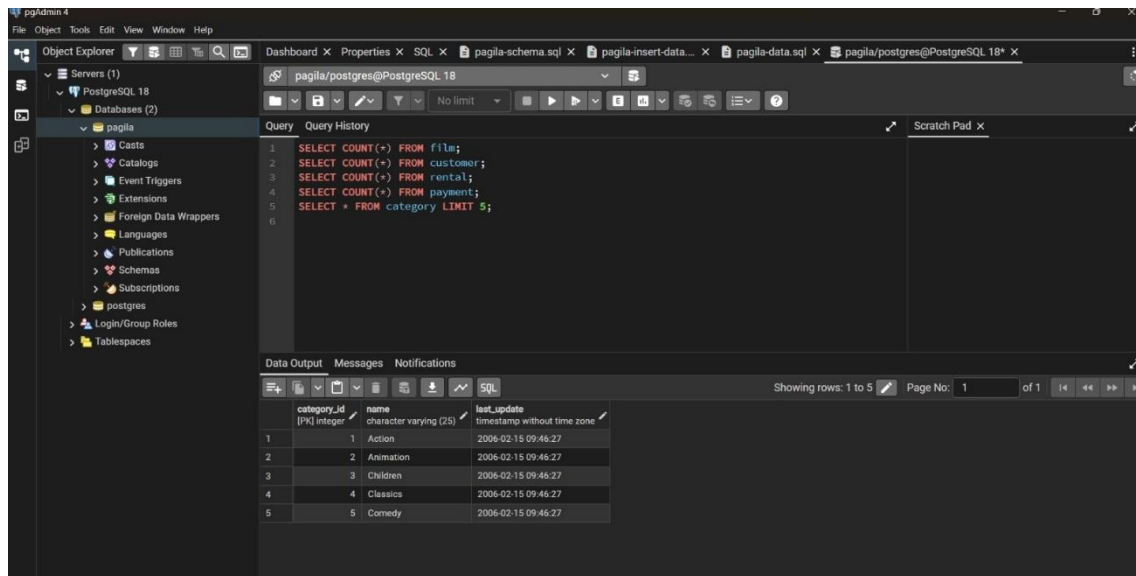 pgAdmin 4
File Object Tools Edit View Window Help
Object Explorer
Dashboard X Properties X SQL X pagila-schema.sql X pagila-insert-data.... X pagila-data.sql X pagila/postgres@PostgreSQL 18* X
Servers (1)
PostgreSQL 18
Databases (2)
pagila
Casts
Catalogs
Event Triggers
Extensions
Foreign Data Wrappers
Languages
Publications
Schemas
Subscriptions
postgres
Login/Group Roles
Tablespaces
pagila/postgres@PostgreSQL 18
No limit
E
Query Query History
Scratch Pad X
1 SELECT COUNT(*) FROM film;
2 SELECT COUNT(*) FROM customer;
3 SELECT COUNT(*) FROM rental;
4 SELECT COUNT(*) FROM payment;
5 SELECT * FROM category LIMIT 5;
6
Data Output Messages Notifications
SQL
Showing rows: 1 to 5
Page No: 1 of 1
category_id name last_update
[PK] integer character varying (25) timestamp without time zone
1 1 Action 2006-02-15 09:46:27
2 2 Animation 2006-02-15 09:46:27
3 3 Children 2006-02-15 09:46:27
4 4 Classics 2006-02-15 09:46:27
5 5 Comedy 2006-02-15 09:46:27